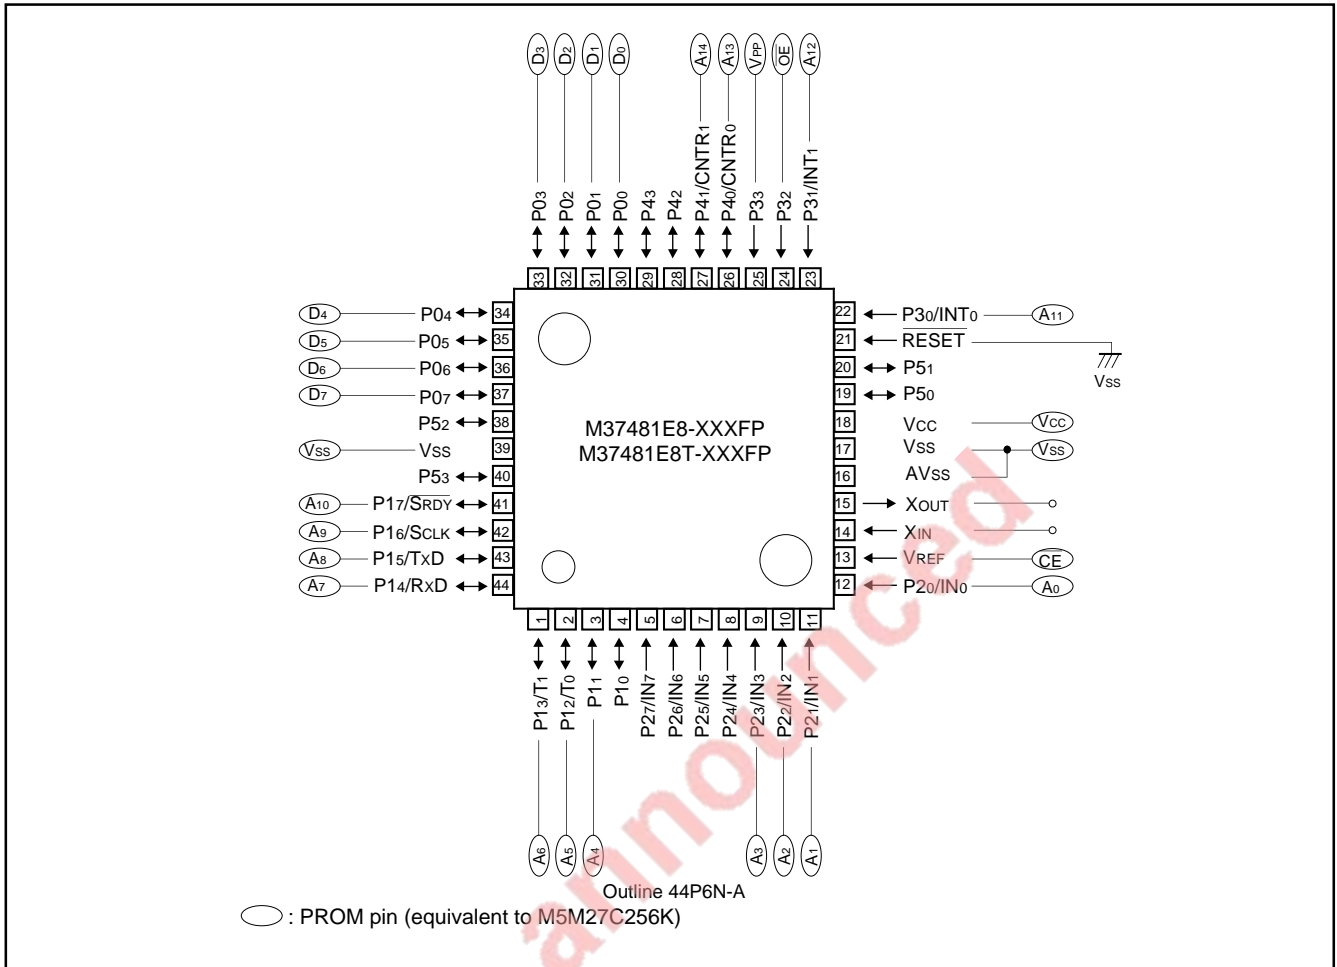 D3 D2 D1 D0 A14 A13 VPP OE A12
P03 P02 P01 P00 P43 P42 P41/CNTR1 P40/CNTR0 P33 P32 P31/INT1
33 32 31 30 29 28 27 26 25 24 23
D4 P04 34 22 P30/INT0 A11
D5 P05 35 21 RESET
D6 P06 36 20 P51
VSS
D7 P07 37 19 P50
P52 38 18 VCC VCC
M37481E8-XXXFP
VSS VSS 39 17 VSS VSS
M37481E8T-XXXFP
P53 40 16 AVSS
A10 P17/SRDY 41 15 XOUT
A9 P16/SCLK 42 14 XIN
A8 P15/TXD 43 13 VREF CE
A7 P14/RXD 44 12 P20/IN0 A0
1 2 3 4 5 6 7 8 9 10 11
P13/T1 P12/T0 P11 P10 P27/IN7 P26/IN6 P25/IN5 P24/IN4 P23/IN3 P22/IN2 P21/IN1
A6 A5 A4 A3 A2 A1
Outline 44P6N-A
: PROM pin (equivalent to M5M27C256K)
announced